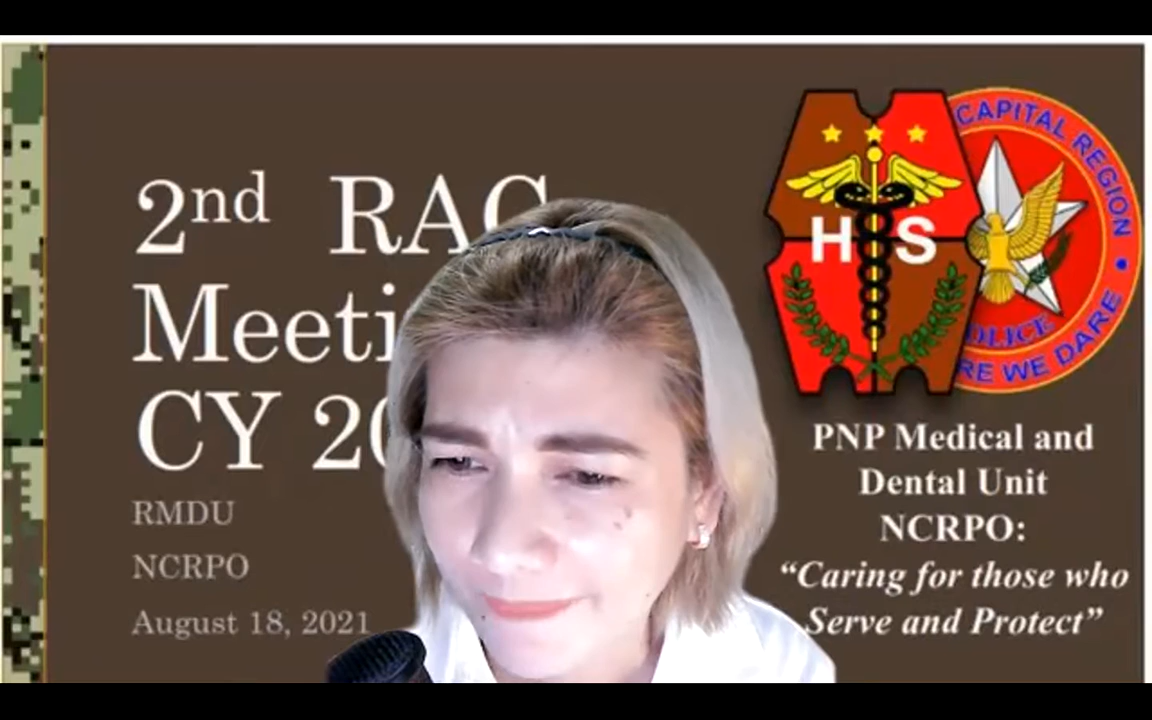 2nd RAC
Meeti
CY 20
RMDU
NCRPO
August 18, 2021
H S
CAPITAL REGION
OLICE
RE WE DARE
PNP Medical and
Dental Unit
NCRPO:
“Caring for those who
Serve and Protect”